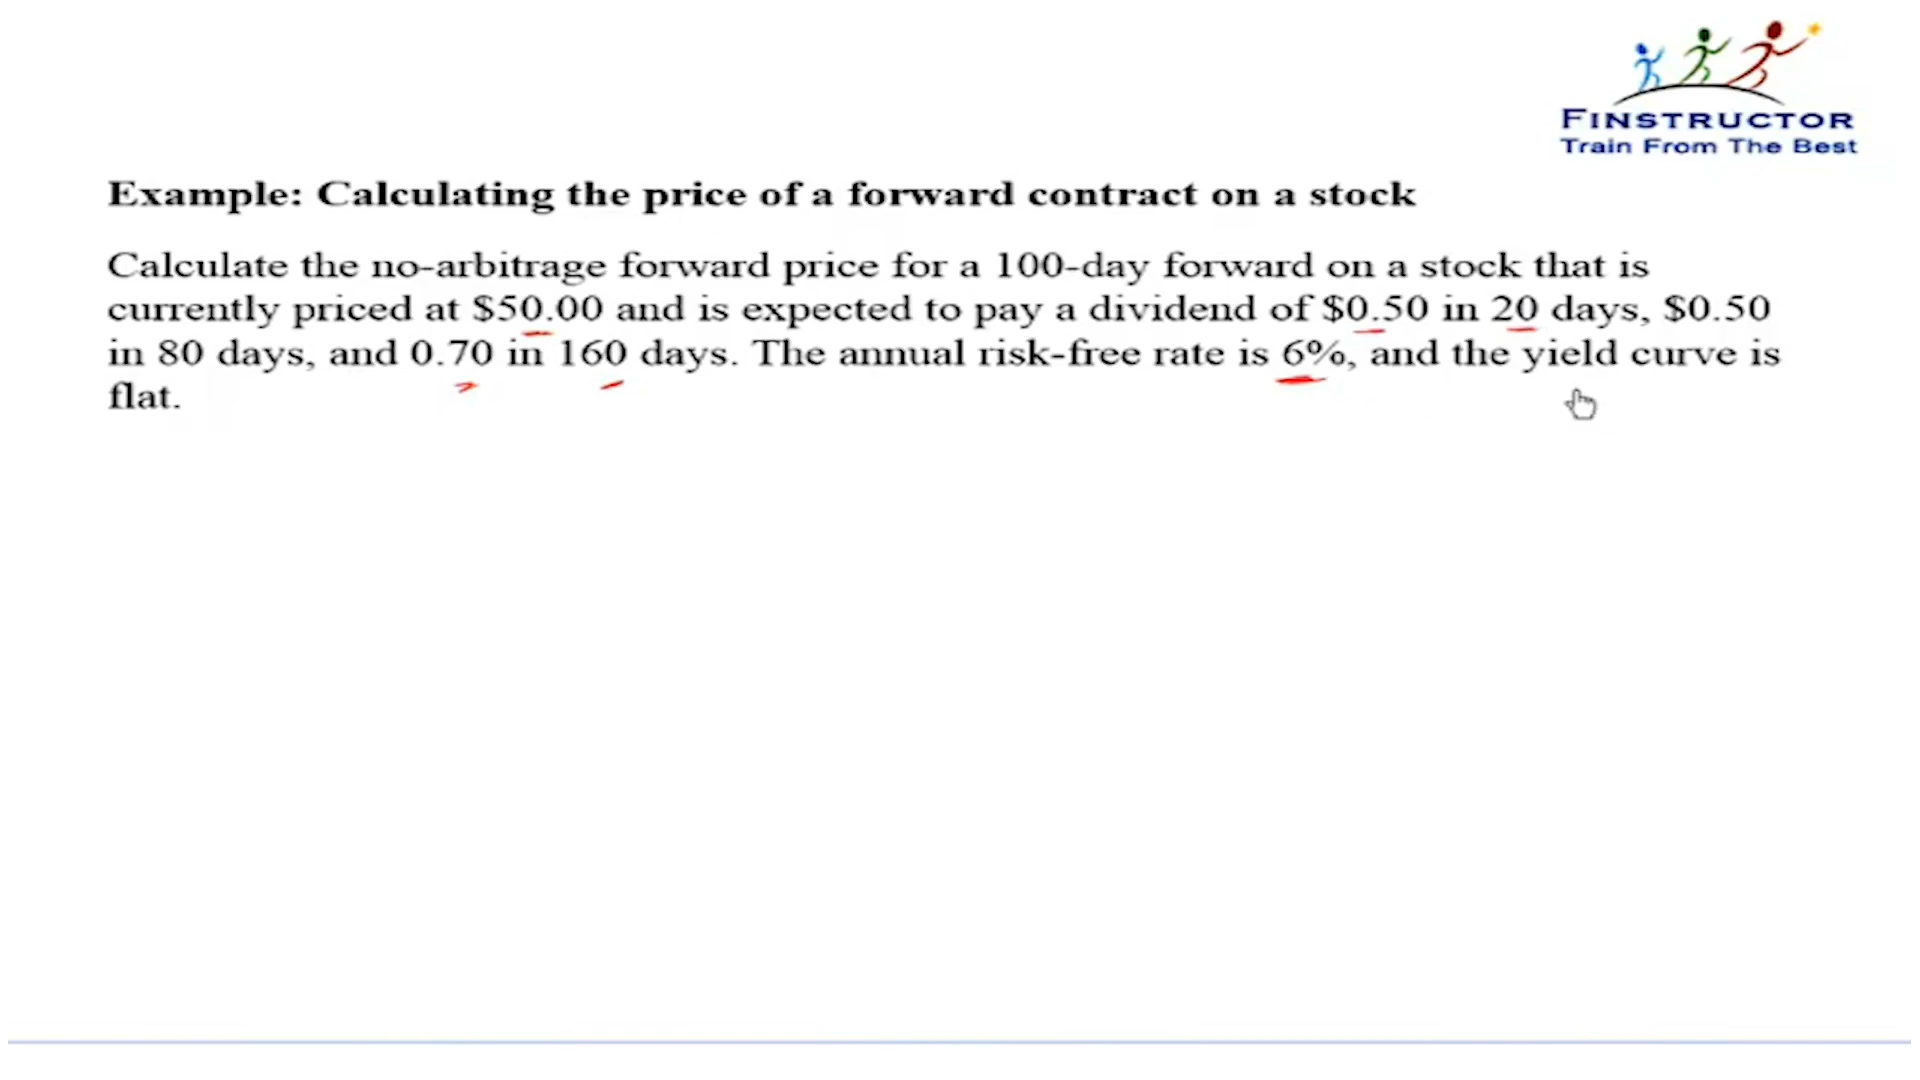 FINSTRUCTOR
Train From The Best
Example: Calculating the price of a forward contract on a stock
Calculate the no-arbitrage forward price for a 100-day forward on a stock that is
currently priced at $50.00 and is expected to pay a dividend of $0.50 in 20 days, $0.50
in 80 days, and 0.70 in 160 days. The annual risk-free rate is 6%, and the yield curve is
flat.